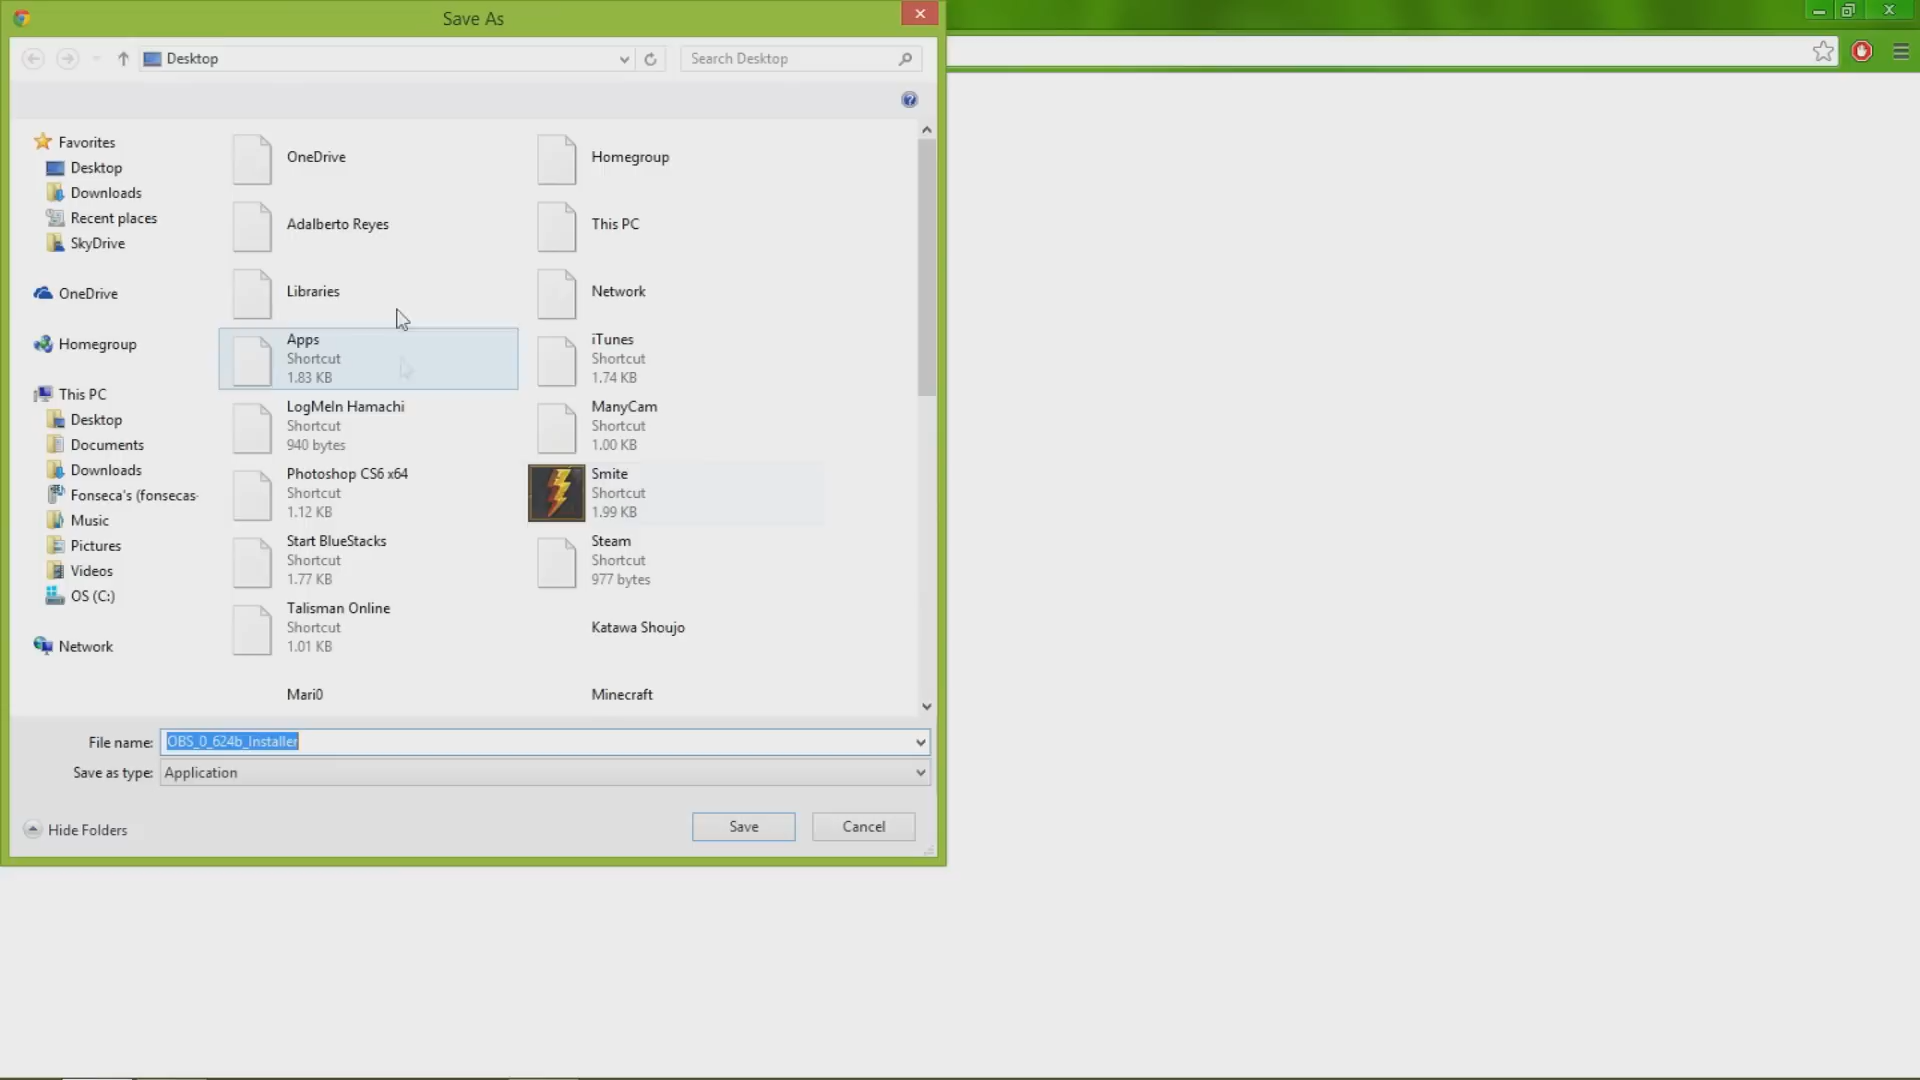 Save As
Desktop
Search Desktop
Favorites
Desktop
Downloads
Recent places
SkyDrive
OneDrive
Homegroup
This PC
Desktop
Documents
Downloads
Fonseca's (fonsecas-
Music
Pictures
Videos
OS (C:)
Network
OneDrive
Homegroup
Adalberto Reyes
This PC
Libraries
Network
Apps
Shortcut
1.83 KB
iTunes
Shortcut
1.74 KB
LogMeIn Hamachi
Shortcut
940 bytes
ManyCam
Shortcut
1.00 KB
Photoshop CS6 x64
Shortcut
1.12 KB
Smite
Shortcut
1.99 KB
Start BlueStacks
Shortcut
1.77 KB
Steam
Shortcut
977 bytes
Talisman Online
Shortcut
1.01 KB
Katawa Shoujo
Mari0
Minecraft
File name: OBS_0_624b_Installer
Save as type: Application
Hide Folders
Save
Cancel